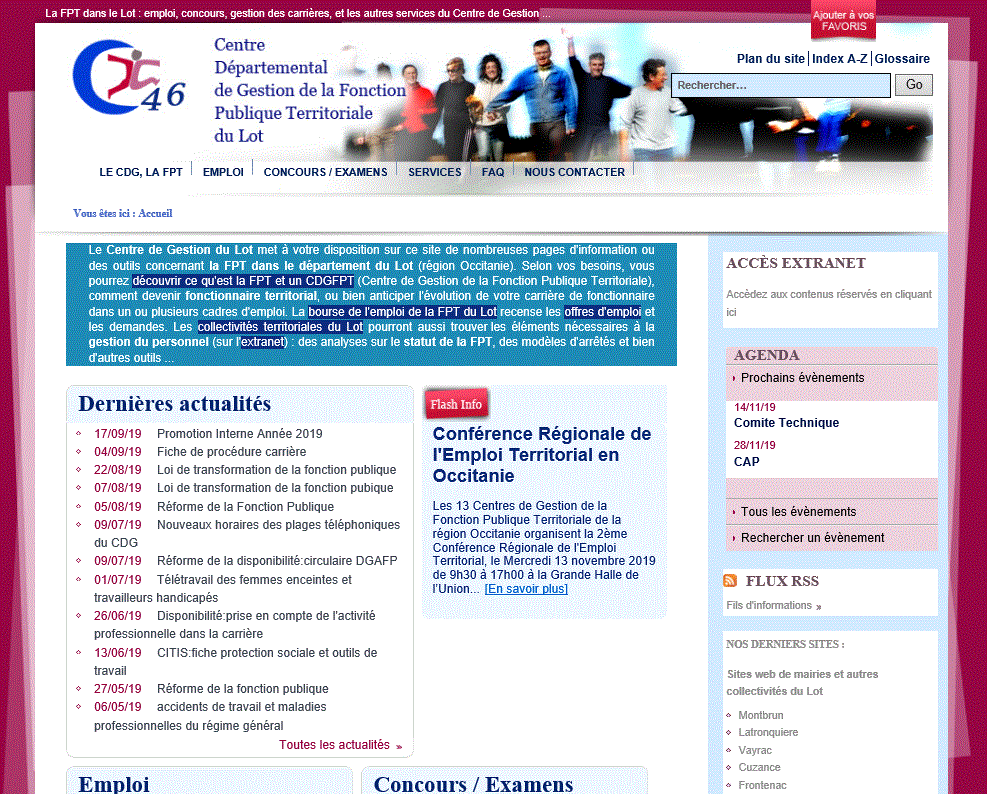 La FPT dans le Lot : emploi, concours, gestion des carrières, et les autres services du Centre de Gestion ...
Ajouter à vos
FAVORIS
Centre
Départemental
de Gestion de la Fonction
Publique Territoriale
du Lot
46
Plan du site | Index A-Z | Glossaire
Rechercher... Go
LE CDG, LA FPT | EMPLOI | CONCOURS / EXAMENS | SERVICES | FAQ | NOUS CONTACTER |
Vous êtes ici : Accueil
Le Centre de Gestion du Lot met à votre disposition sur ce site de nombreuses pages d'information ou
des outils concernant la FPT dans le département du Lot (région Occitanie). Selon vos besoins, vous
pourrez découvrir ce qu'est la FPT et un CDGFPT (Centre de Gestion de la Fonction Publique Territoriale),
comment devenir fonctionnaire territorial, ou bien anticiper l'évolution de votre carrière de fonctionnaire
dans un ou plusieurs cadres d'emploi. La bourse de l'emploi de la FPT du Lot recense les offres d'emploi et
les demandes. Les collectivités territoriales du Lot pourront aussi trouver les éléments nécessaires à la
gestion du personnel (sur l'extranet) : des analyses sur le statut de la FPT, des modèles d'arrêtés et bien
d'autres outils ...
Dernières actualités
17/09/19 Promotion Interne Année 2019
04/09/19 Fiche de procédure carrière
22/08/19 Loi de transformation de la fonction publique
07/08/19 Loi de transformation de la fonction pubique
05/08/19 Réforme de la Fonction Publique
09/07/19 Nouveaux horaires des plages téléphoniques
du CDG
09/07/19 Réforme de la disponibilité:circulaire DGAFP
01/07/19 Télétravail des femmes enceintes et
travailleurs handicapés
26/06/19 Disponibilité:prise en compte de l'activité
professionnelle dans la carrière
13/06/19 CITIS:fiche protection sociale et outils de
travail
27/05/19 Réforme de la fonction publique
06/05/19 accidents de travail et maladies
professionnelles du régime général
Toutes les actualités »
Flash Info
Conférence Régionale de
l'Emploi Territorial en
Occitanie
Les 13 Centres de Gestion de la
Fonction Publique Territoriale de la
région Occitanie organisent la 2ème
Conférence Régionale de l'Emploi
Territorial, le Mercredi 13 novembre 2019
de 9h30 à 17h00 à la Grande Halle de
l'Union... [En savoir plus]
Emploi
Concours / Examens
ACCÈS EXTRANET
Accédez aux contenus réservés en cliquant
ici
AGENDA
Prochains évènements
14/11/19
Comite Technique
28/11/19
CAP
Tous les évènements
Rechercher un évènement
FLUX RSS
Fils d'informations »
NOS DERNIERS SITES :
Sites web de mairies et autres
collectivités du Lot
Montbrun
Latronquiere
Vayrac
Cuzance
Frontenac